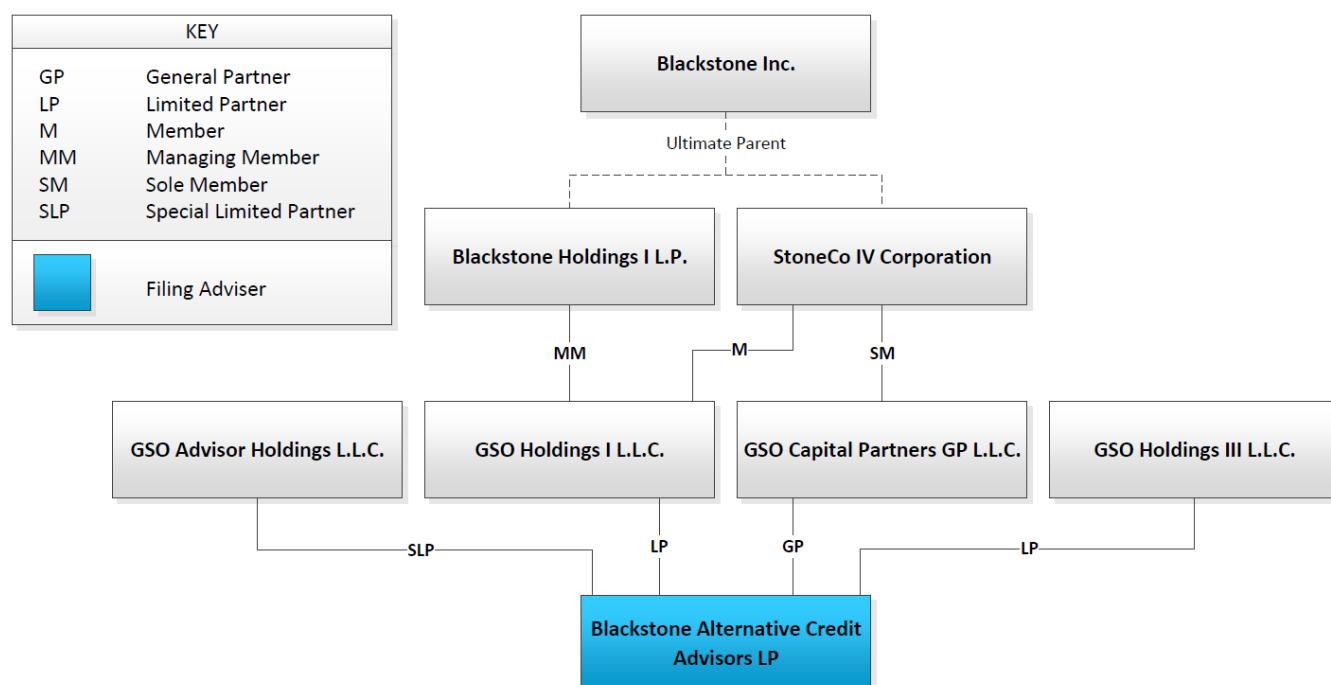 KEY
GP General Partner
LP Limited Partner
M Member
MM Managing Member
SM Sole Member
SLP Special Limited Partner
Filing Adviser
Blackstone Inc.
Ultimate Parent
Blackstone Holdings I L.P.
StoneCo IV Corporation
MM
M
SM
GSO Advisor Holdings L.L.C.
GSO Holdings I L.L.C.
GSO Capital Partners GP L.L.C.
GSO Holdings III L.L.C.
SLP
LP
GP
LP
Blackstone Alternative Credit
Advisors LP